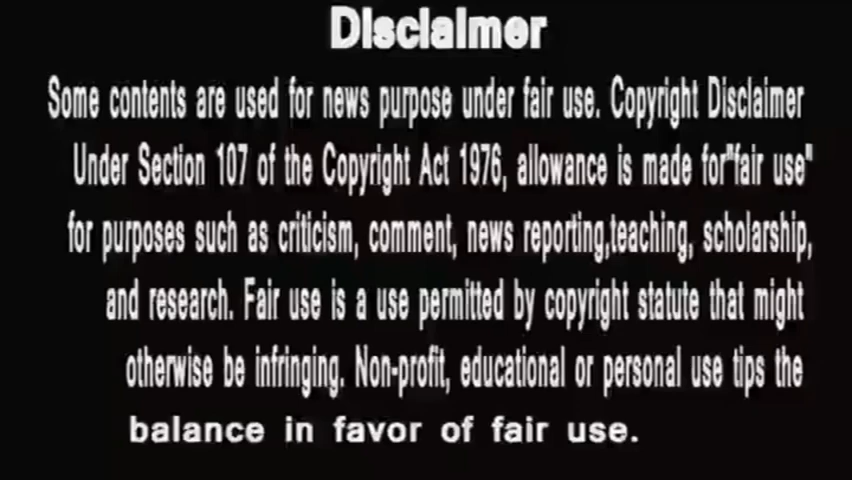 Disclaimer
Some contents are used for news purpose under fair use. Copyright Disclaimer
Under Section 107 of the Copyright Act 1976, allowance is made for"fair use"
for purposes such as criticism, comment, news reporting,teaching, scholarship,
and research. Fair use is a use permitted by copyright statute that might
otherwise be infringing. Non-profit, educational or personal use tips the
balance in favor of fair use.